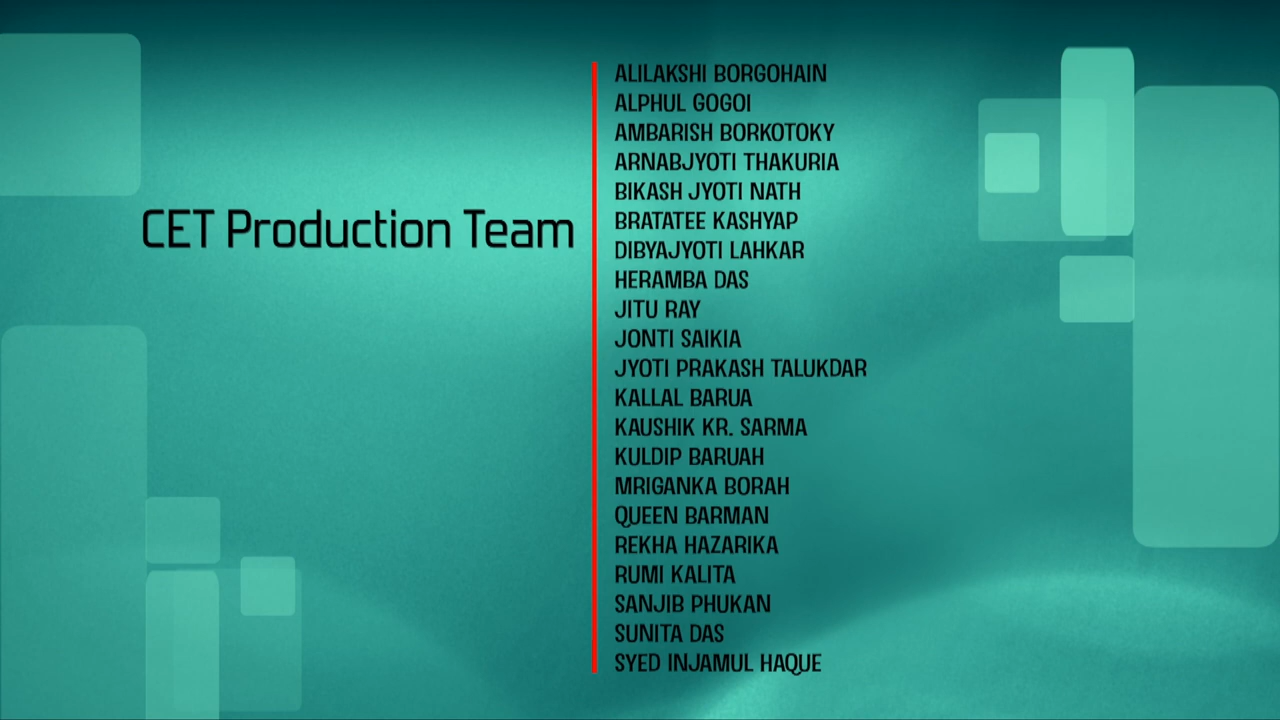 CET Production Team
ALILAKSHI BORGOHAIN
ALPHUL GOGOI
AMBARISH BORKOTOKY
ARNABJYOTI THAKURIA
BIKASH JYOTI NATH
BRATATEE KASHYAP
DIBYAJYOTI LAHKAR
HERAMBA DAS
JITU RAY
JONTI SAIKIA
JYOTI PRAKASH TALUKDAR
KALLAL BARUA
KAUSHIK KR. SARMA
KULDIP BARUAH
MRIGANKA BORAH
QUEEN BARMAN
REKHA HAZARIKA
RUMI KALITA
SANJIB PHUKAN
SUNITA DAS
SYED INJAMUL HAQUE